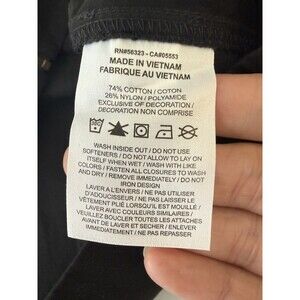 RN#56323 - CA#05553
MADE IN VIETNAM
FABRIQUE AU VIETNAM
74% COTTON / COTON
26% NYLON / POLYAMIDE
EXCLUSIVE OF DECORATION /
DECORATION NON COMPRISE
WASH INSIDE OUT / DO NOT USE
SOFTENERS / DO NOT ALLOW TO LAY ON
ITSELF WHEN WET / WASH WITH LIKE
COLORS / FASTEN ALL CLOSURES TO WASH
AND DRY / REMOVE IMMEDIATELY / DO NOT
IRON DESIGN
LAVER A L'ENVERS / NE PAS UTILISER
D'ADOUCISSEUR / NE PAS LAISSER LE
VÊTEMENT PLIÉ LORSQU'IL EST MOUILLÉ /
LAVER AVEC COULEURS SIMILAIRES /
VEUILLEZ BOUCLER TOUTES LES ATTACHES
AVANT DE LAVER ET SECHER / ENLEVER
IMMÉDIATEMENT / NE PAS REPASSER